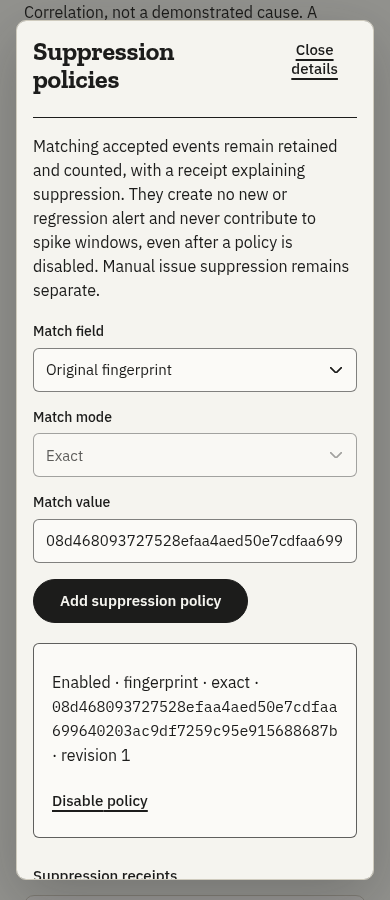 Correlation, not a demonstrated cause. A
Suppression
policies
Close
details
Matching accepted events remain retained
and counted, with a receipt explaining
suppression. They create no new or
regression alert and never contribute to
spike windows, even after a policy is
disabled. Manual issue suppression remains
separate.
Match field
Original fingerprint
Match mode
Exact
Match value
08d468093727528efaa4aed50e7cdfaa699
Add suppression policy
Enabled · fingerprint · exact ·
08d468093727528efaa4aed50e7cdfaa
699640203ac9df7259c95e915688687b
· revision 1
Disable policy
Suppression receipts